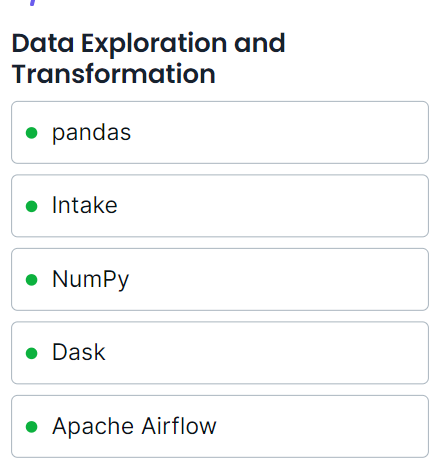 Data Exploration and
Transformation
pandas
Intake
NumPy
Dask
Apache Airflow